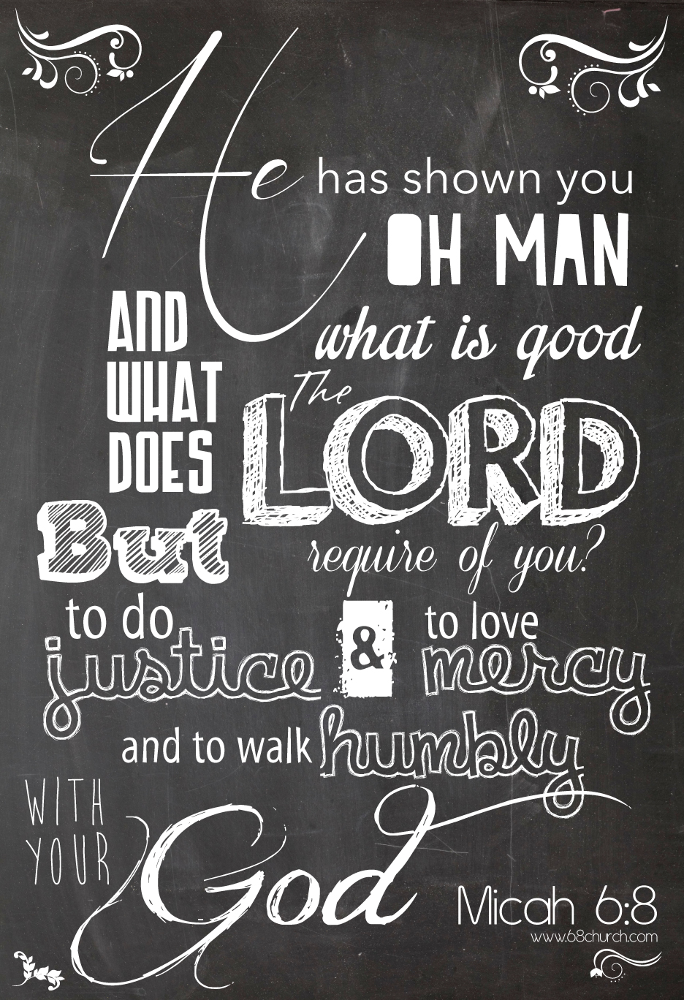 He has shown you
OH MAN
what is good
AND
WHAT
DOES
The
LORD
require of you?
But
to do
justice
&
to love
mercy
and to walk humbly
WITH
YOUR
God
Micah 6:8
www.68church.com